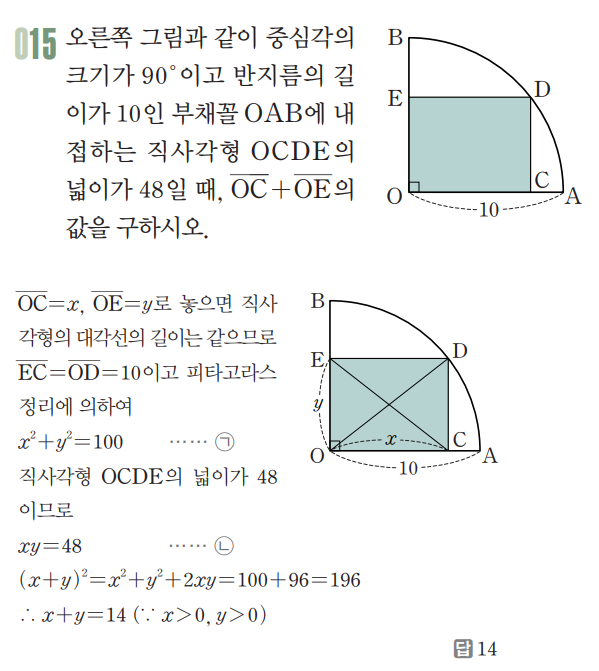 015 오른쪽 그림과 같이 중심각의
크기가 90°이고 반지름의 길
이가 10인 부채꼴 OAB에 내
접하는 직사각형 OCDE의
넓이가 48일 때, \overline{OC}+\overline{OE}의
값을 구하시오.
B
E
D
O
C
A
10
\overline{OC}=x, \overline{OE}=y로 놓으면 직사
각형의 대각선의 길이는 같으므로
\overline{EC}=\overline{OD}=10이고 피타고라스
정리에 의하여
x²+y²=100 …… ㉠
직사각형 OCDE의 넓이가 48
이므로
xy=48 …… ㉡
(x+y)²=x²+y²+2xy=100+96=196
∴ x+y=14 (∵ x>0, y>0)
B
E
D
y
x
O
C
A
10
답 14